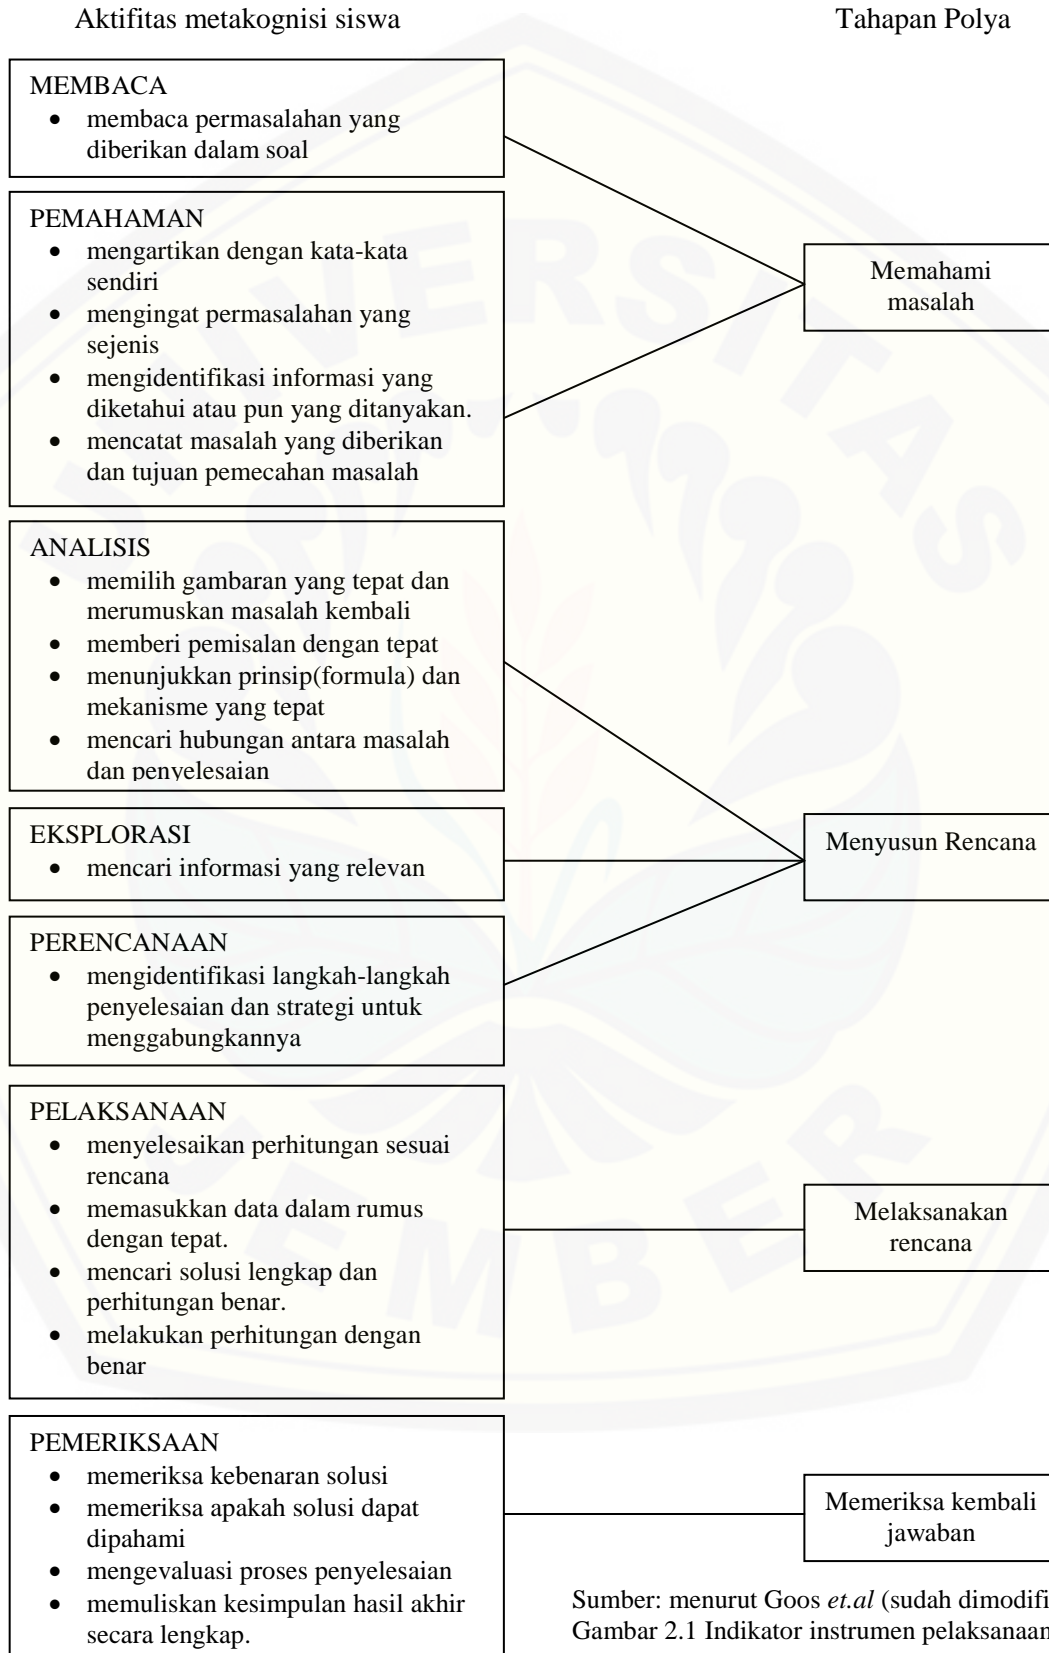 Aktifitas metakognisi siswa
Tahapan Polya
MEMBACA
• membaca permasalahan yang
diberikan dalam soal
PEMAHAMAN
• mengartikan dengan kata-kata
sendiri
• mengingat permasalahan yang
sejenis
• mengidentifikasi informasi yang
diketahui atau pun yang ditanyakan.
• mencatat masalah yang diberikan
dan tujuan pemecahan masalah
Memahami
masalah
ANALISIS
• memilih gambaran yang tepat dan
merumuskan masalah kembali
• memberi pemisalan dengan tepat
• menunjukkan prinsip(formula) dan
mekanisme yang tepat
• mencari hubungan antara masalah
dan penyelesaian
EKSPLORASI
• mencari informasi yang relevan
Menyusun Rencana
PERENCANAAN
• mengidentifikasi langkah-langkah
penyelesaian dan strategi untuk
menggabungkannya
PELAKSANAAN
• menyelesaikan perhitungan sesuai
rencana
• memasukkan data dalam rumus
dengan tepat.
• mencari solusi lengkap dan
perhitungan benar.
• melakukan perhitungan dengan
benar
Melaksanakan
rencana
PEMERIKSAAN
• memeriksa kebenaran solusi
• memeriksa apakah solusi dapat
dipahami
• mengevaluasi proses penyelesaian
• memuliskan kesimpulan hasil akhir
secara lengkap.
Memeriksa kembali
jawaban
Sumber: menurut Goos et.al (sudah dimodifi
Gambar 2.1 Indikator instrumen pelaksanaan
UNIVERSITAS
JEMBER